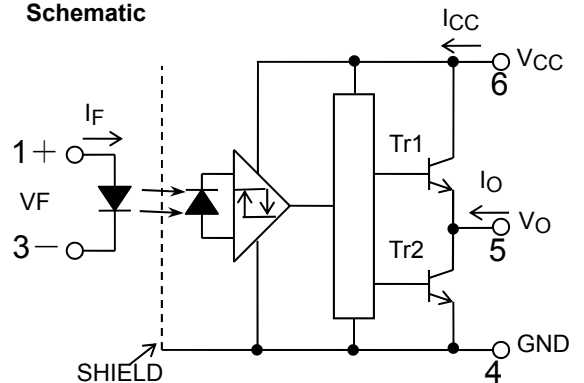 Schematic
ICC
VCC
6
IF
1+
Tr1
IO
VF
VO
5
3−
Tr2
GND
4
SHIELD